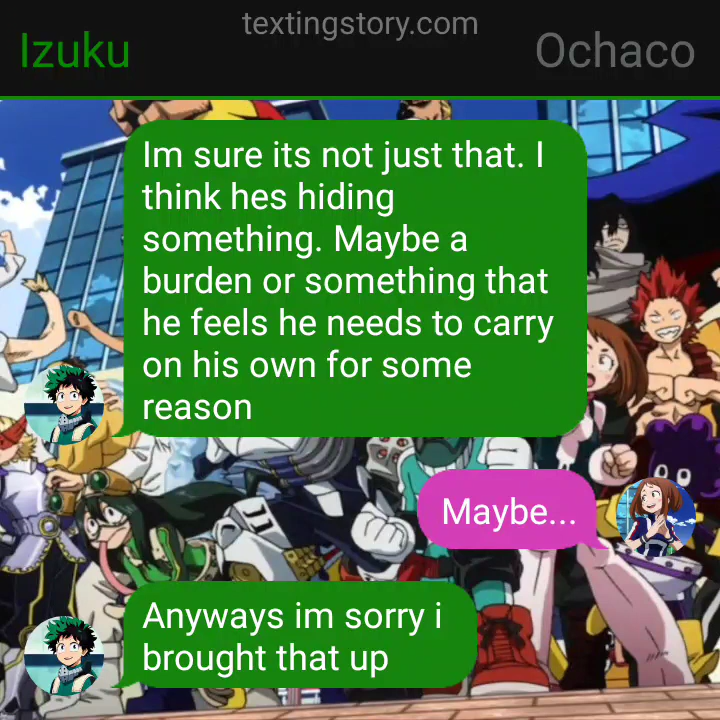 textingstory.com
Izuku
Ochaco
Im sure its not just that. I
think hes hiding
something. Maybe a
burden or something that
he feels he needs to carry
on his own for some
reason
Maybe...
Anyways im sorry i
brought that up